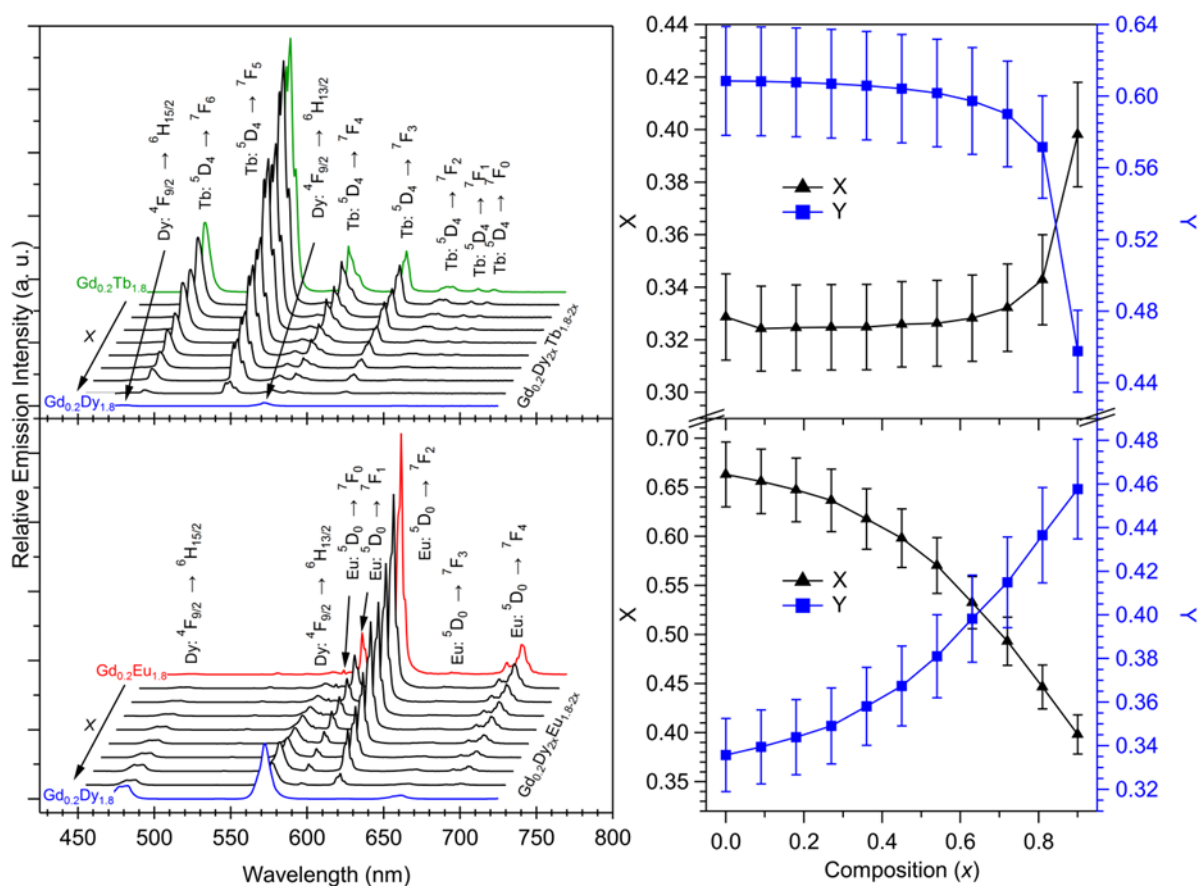 Relative Emission Intensity (a. u.)
Dy: ⁴F₉/₂ → ⁶H₁₅/₂
Tb: ⁵D₄ → ⁷F₆
Tb: ⁵D₄ → ⁷F₅
Dy: ⁴F₉/₂ → ⁶H₁₃/₂
Tb: ⁵D₄ → ⁷F₄
Tb: ⁵D₄ → ⁷F₃
Tb: ⁵D₄ → ⁷F₂
Tb: ⁵D₄ → ⁷F₁
Tb: ⁵D₄ → ⁷F₀
Gd₀.₂Tb₁.₈
x
Gd₀.₂Dy₁.₈
Gd₀.₂Dy₂ₓTb₁.₈₋₂ₓ
Dy: ⁴F₉/₂ → ⁶H₁₅/₂
Dy: ⁴F₉/₂ → ⁶H₁₃/₂
Eu: ⁵D₀ → ⁷F₀
Eu: ⁵D₀ → ⁷F₁
Eu: ⁵D₀ → ⁷F₂
Eu: ⁵D₀ → ⁷F₃
Eu: ⁵D₀ → ⁷F₄
Gd₀.₂Eu₁.₈
x
Gd₀.₂Dy₁.₈
Gd₀.₂Dy₂ₓEu₁.₈₋₂ₓ
450 500 550 600 650 700 750 800
Wavelength (nm)
0.44
0.42
0.40
0.38
0.36
0.34
0.32
0.30
X
X
Y
0.64
0.60
0.56
0.52
0.48
0.44
Y
0.70
0.65
0.60
0.55
0.50
0.45
0.40
0.35
X
X
Y
0.48
0.46
0.44
0.42
0.40
0.38
0.36
0.34
0.32
Y
0.0 0.2 0.4 0.6 0.8 1.0
Composition (x)